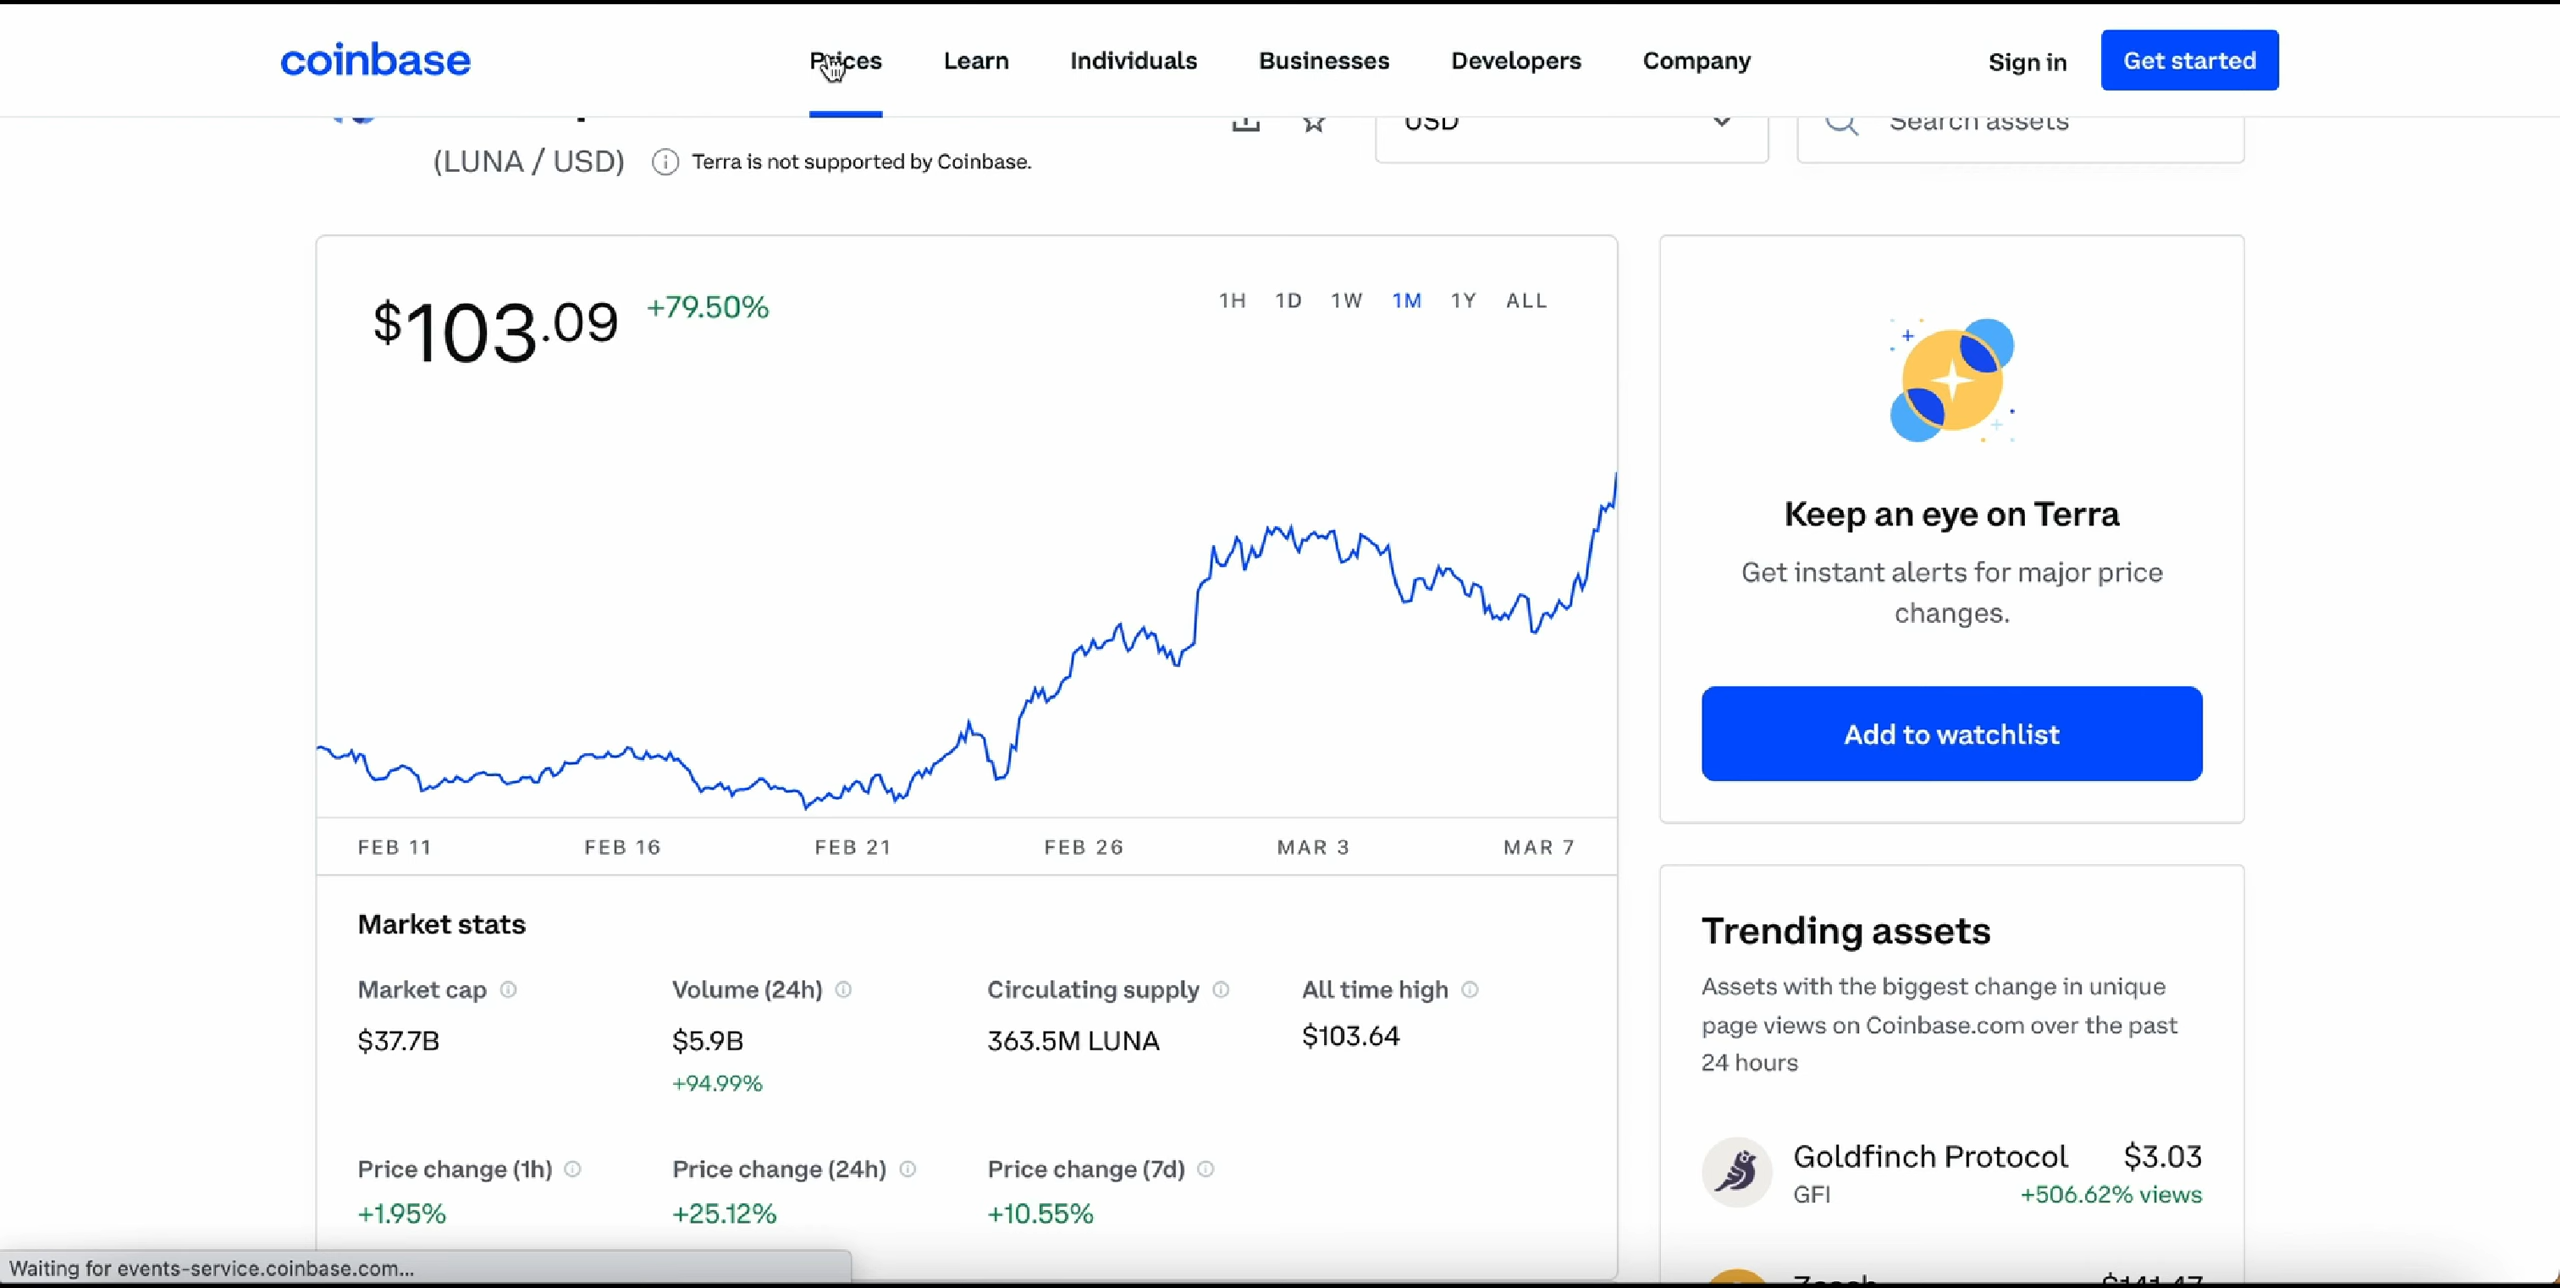 coinbase
Prices
Learn
Individuals
Businesses
Developers
Company
Sign in
Get started
USD
Search assets
(LUNA / USD)
Terra is not supported by Coinbase.
$103.09
+79.50%
1H
1D
1W
1M
1Y
ALL
FEB 11
FEB 16
FEB 21
FEB 26
MAR 3
MAR 7
Market stats
Market cap
$37.7B
Volume (24h)
$5.9B
+94.99%
Circulating supply
363.5M LUNA
All time high
$103.64
Price change (1h)
+1.95%
Price change (24h)
+25.12%
Price change (7d)
+10.55%
Keep an eye on Terra
Get instant alerts for major price
changes.
Add to watchlist
Trending assets
Assets with the biggest change in unique
page views on Coinbase.com over the past
24 hours
Goldfinch Protocol
$3.03
GFI
+506.62% views
Zcash
$141.47
Waiting for events-service.coinbase.com...